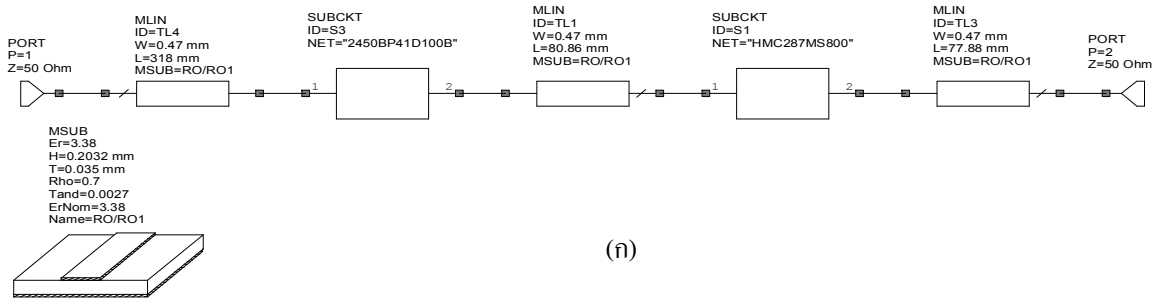 PORT
P=1
Z=50 Ohm
MLIN
ID=TL4
W=0.47 mm
L=318 mm
MSUB=RO/RO1
SUBCKT
ID=S3
NET="2450BP41D100B"
1
2
MLIN
ID=TL1
W=0.47 mm
L=80.86 mm
MSUB=RO/RO1
SUBCKT
ID=S1
NET="HMC287MS800"
1
2
MLIN
ID=TL3
W=0.47 mm
L=77.88 mm
MSUB=RO/RO1
PORT
P=2
Z=50 Ohm
MSUB
Er=3.38
H=0.2032 mm
T=0.035 mm
Rho=0.7
Tand=0.0027
ErNom=3.38
Name=RO/RO1
(ก)